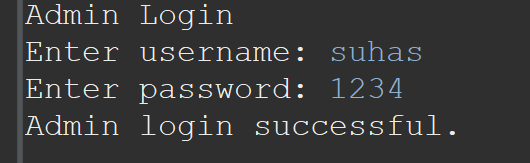 Admin Login
Enter username: suhas
Enter password: 1234
Admin login successful.